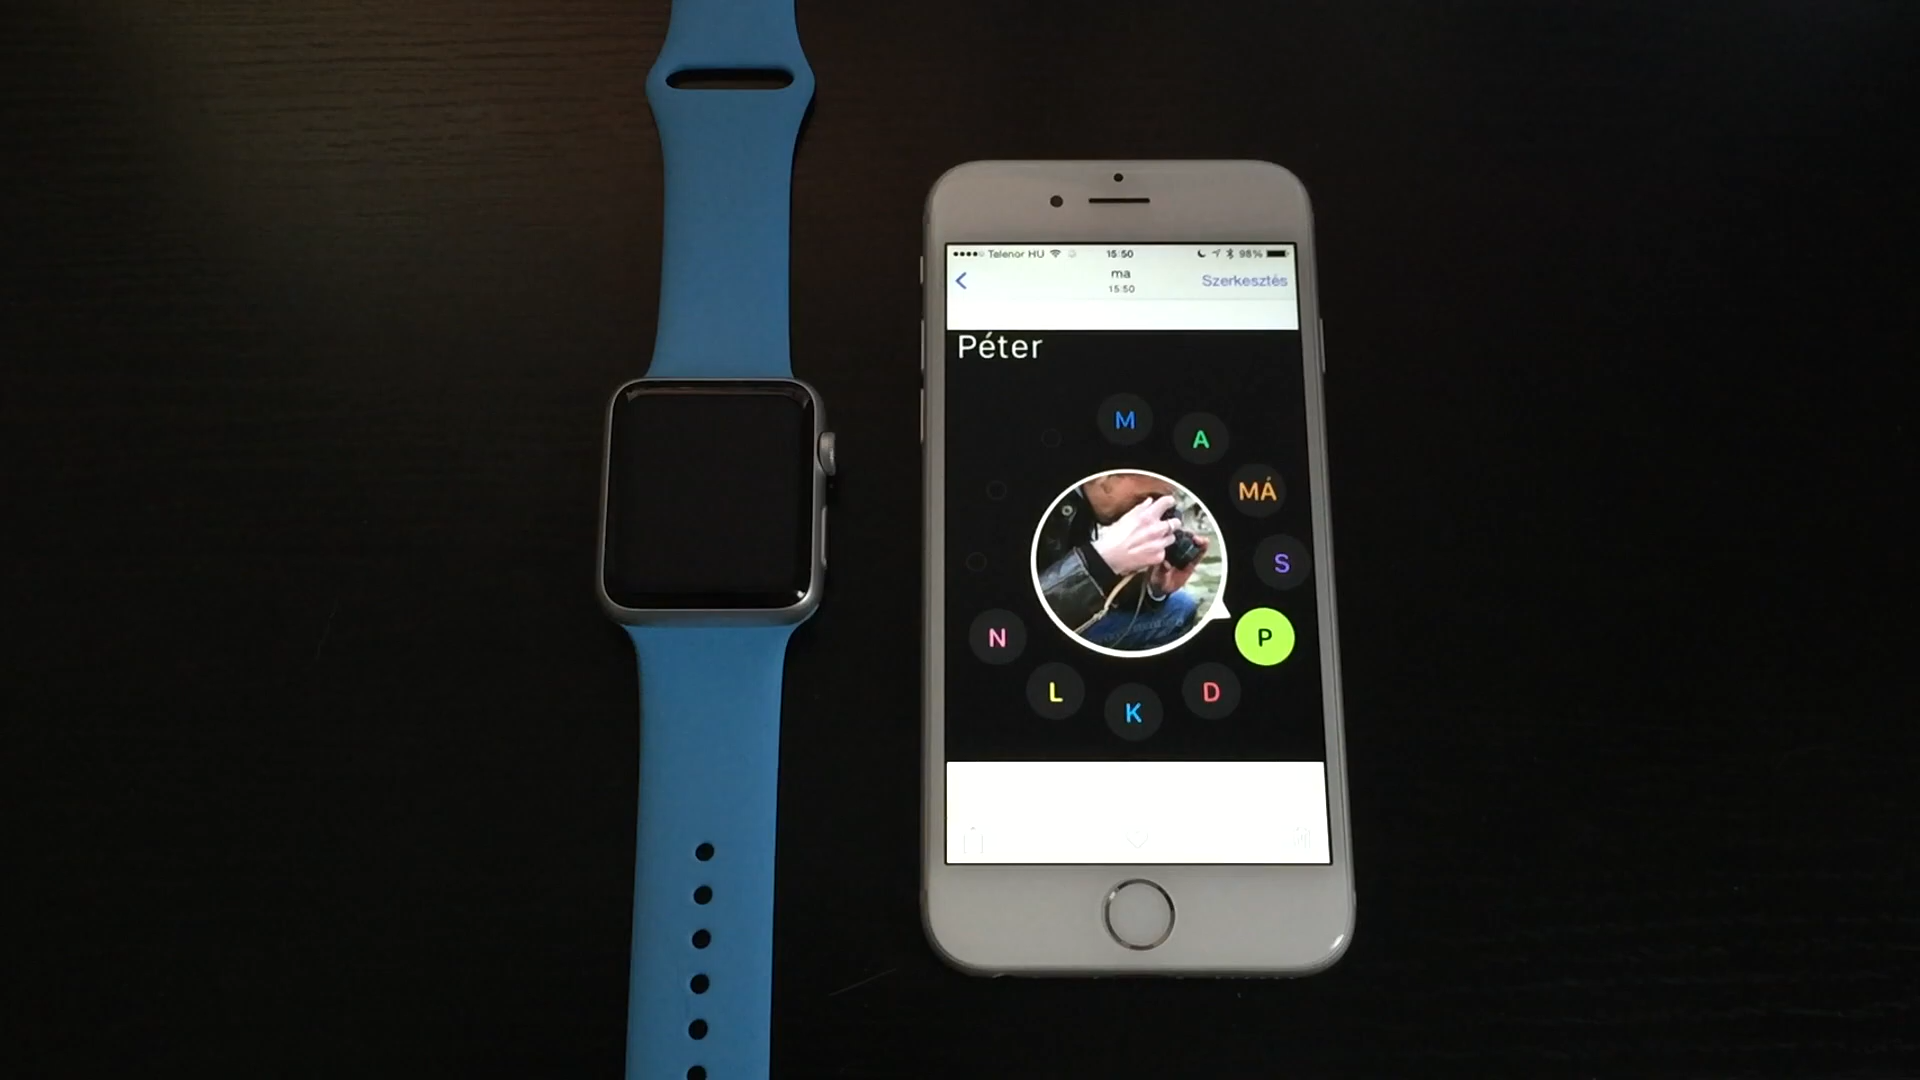 Telenor HU 15:50 98%
ma
15:50
Szerkesztés
Péter
M
A
MÁ
S
P
D
K
L
N